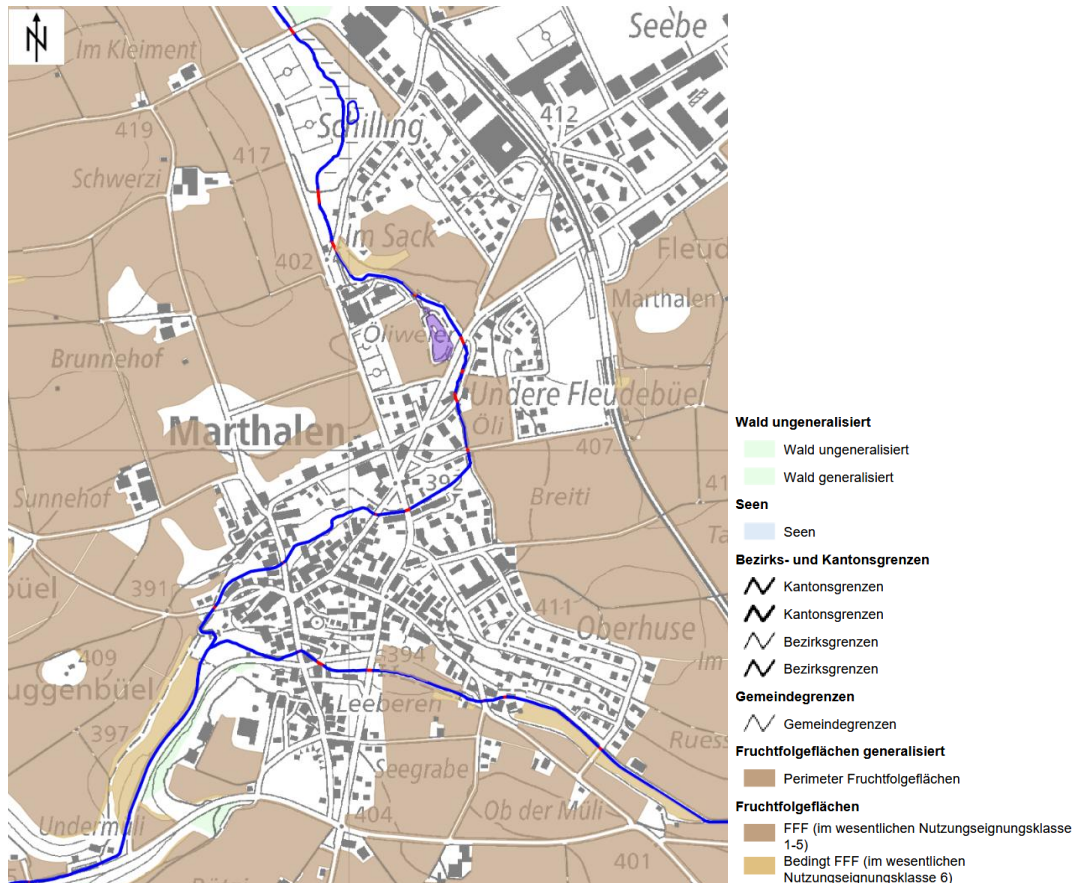 N
Seebe
Im Kleiment
419
412
Schilling
417
Schwerzi
Im Sack
402
Fleud
Marthalen
Öliweier
Brunnehof
Undere Fleudebüel
Marthalen
Öli
407
392
Sunnehof
Breiti
41
Ta
büel
391
411
Oberhuse
409
394
Im
uggenbüel
Leeberen
397
Ruess
Seegrabe
Ob der Müli
Undermüli
404
401
Wald ungeneralisiert
Wald ungeneralisiert
Wald generalisiert
Seen
Seen
Bezirks- und Kantonsgrenzen
Kantonsgrenzen
Kantonsgrenzen
Bezirksgrenzen
Bezirksgrenzen
Gemeindegrenzen
Gemeindegrenzen
Fruchtfolgeflächen generalisiert
Perimeter Fruchtfolgeflächen
Fruchtfolgeflächen
FFF (im wesentlichen Nutzungseignungsklasse
1-5)
Bedingt FFF (im wesentlichen
Nutzungseignungsklasse 6)